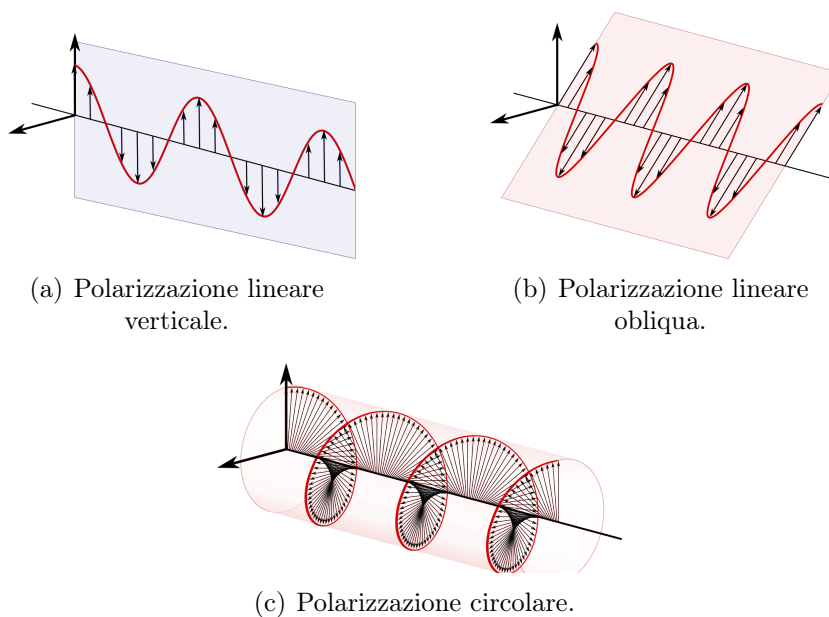 (a) Polarizzazione lineare
verticale.
(b) Polarizzazione lineare
obliqua.
(c) Polarizzazione circolare.